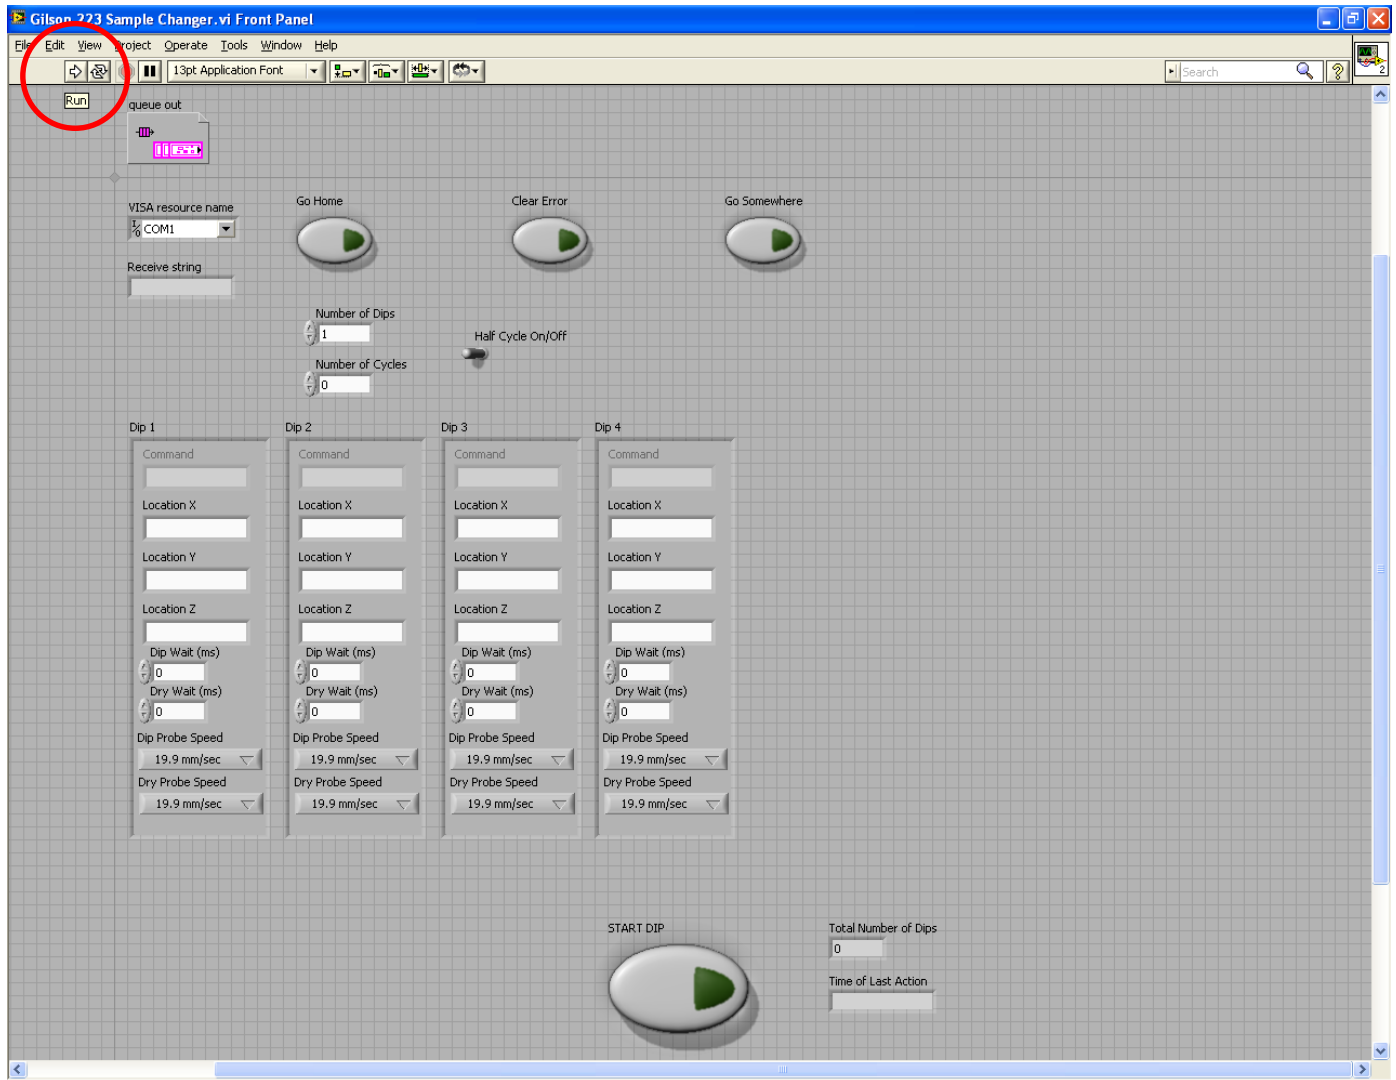 Gilson 223 Sample Changer.vi Front Panel
File Edit View Project Operate Tools Window Help
13pt Application Font
Search
2
Run
queue out
VISA resource name
COM1
Receive string
Go Home
Clear Error
Go Somewhere
Number of Dips
1
Half Cycle On/Off
Number of Cycles
0
Dip 1 Dip 2 Dip 3 Dip 4
Command Command Command Command
Location X Location X Location X Location X
Location Y Location Y Location Y Location Y
Location Z Location Z Location Z Location Z
Dip Wait (ms) Dip Wait (ms) Dip Wait (ms) Dip Wait (ms)
0 0 0 0
Dry Wait (ms) Dry Wait (ms) Dry Wait (ms) Dry Wait (ms)
0 0 0 0
Dip Probe Speed Dip Probe Speed Dip Probe Speed Dip Probe Speed
19.9 mm/sec 19.9 mm/sec 19.9 mm/sec 19.9 mm/sec
Dry Probe Speed Dry Probe Speed Dry Probe Speed Dry Probe Speed
19.9 mm/sec 19.9 mm/sec 19.9 mm/sec 19.9 mm/sec
START DIP
Total Number of Dips
0
Time of Last Action